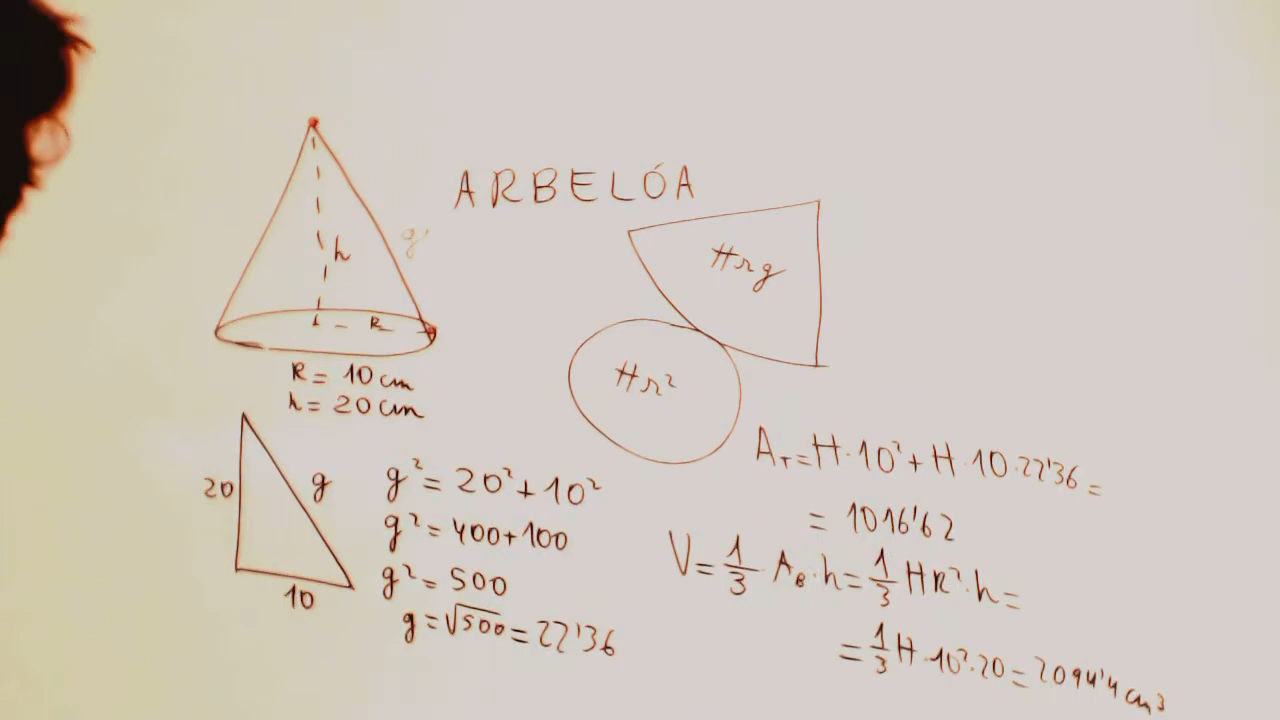 ARBELÓA
h
g
R
R = 10 cm
h = 20 cm
πrg
πr²
20
g
10
g² = 20² + 10²
g² = 400 + 100
g² = 500
g = √500 = 22'36
A_T = π · 10² + π · 10 · 22'36 =
= 1016'62
V = 1/3 · A_B · h = 1/3 πR² · h =
= 1/3 π · 10² · 20 = 2094'4 cm³